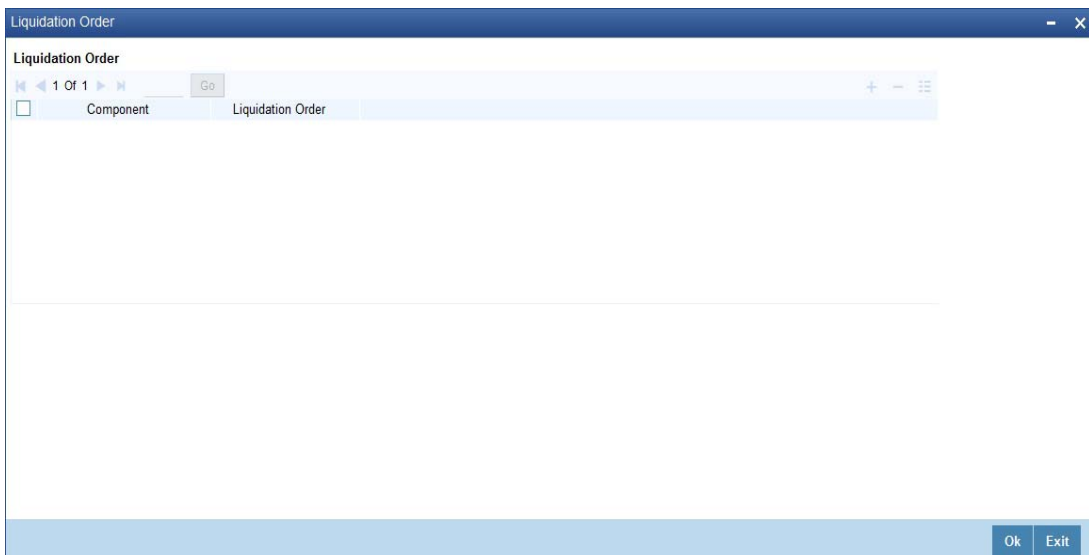 Liquidation Order
Liquidation Order
1 Of 1 Go
Component Liquidation Order
Ok Exit